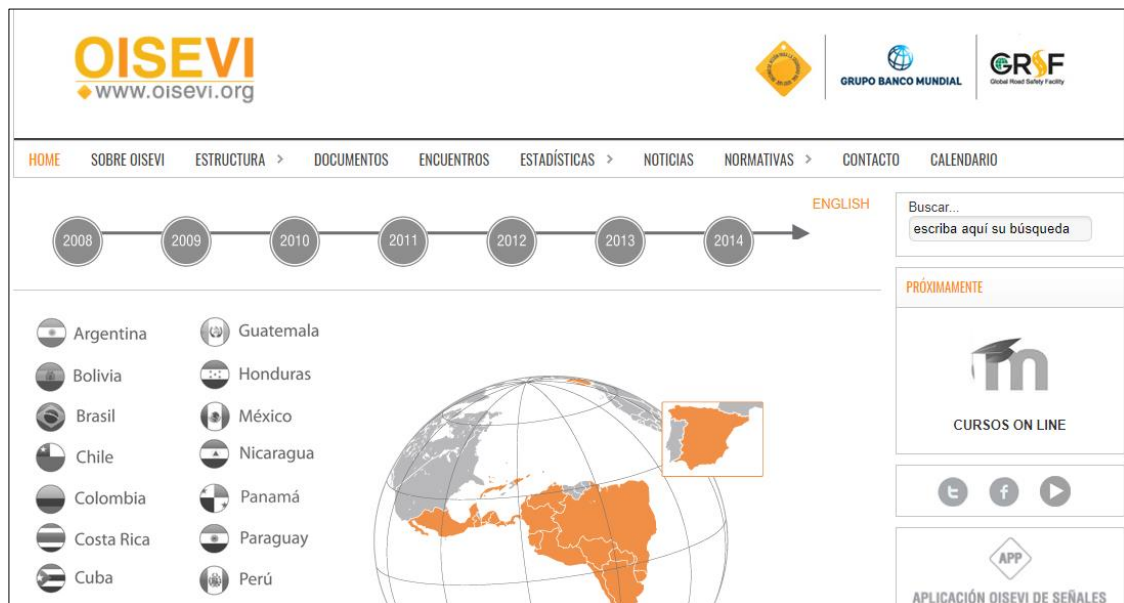 OISEVI
www.oisevi.org
GRUPO BANCO MUNDIAL
GRSF
Global Road Safety Facility
HOME SOBRE OISEVI ESTRUCTURA > DOCUMENTOS ENCUENTROS ESTADÍSTICAS > NOTICIAS NORMATIVAS > CONTACTO CALENDARIO
ENGLISH
2008 2009 2010 2011 2012 2013 2014
Buscar...
escriba aquí su búsqueda
PRÓXIMAMENTE
CURSOS ON LINE
Argentina
Bolivia
Brasil
Chile
Colombia
Costa Rica
Cuba
Guatemala
Honduras
México
Nicaragua
Panamá
Paraguay
Perú
APP
APLICACIÓN OISEVI DE SEÑALES